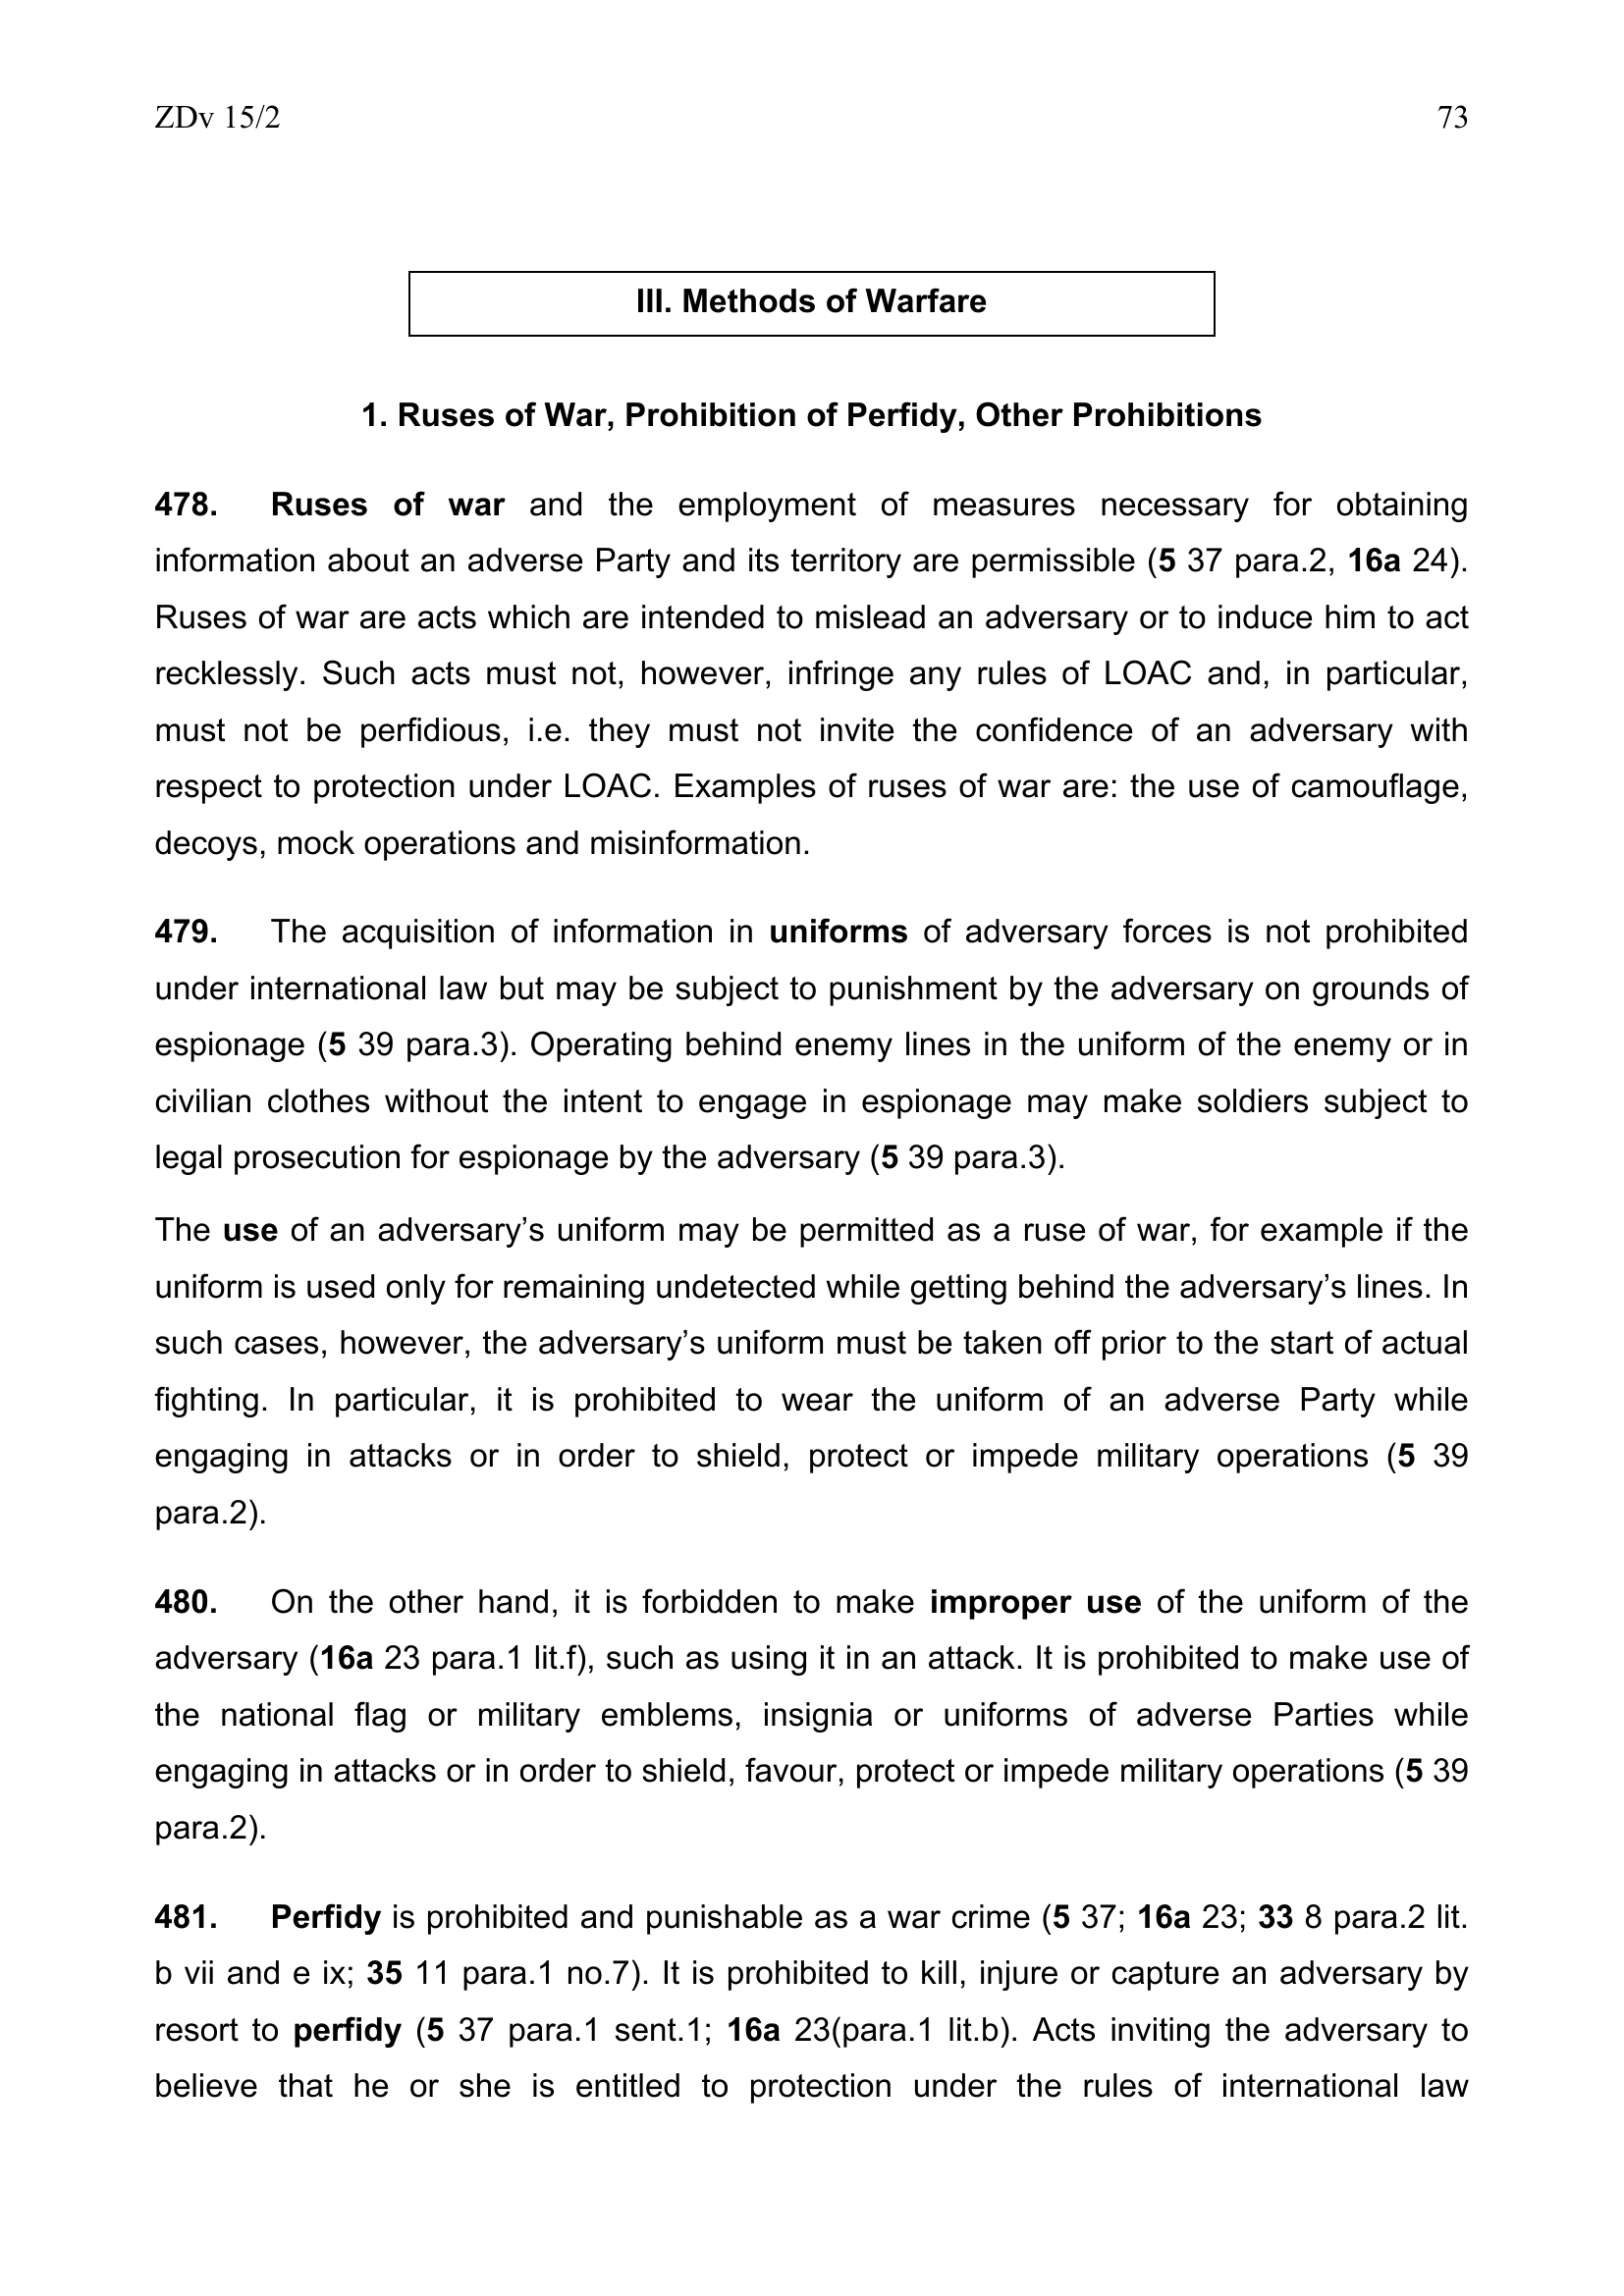 ZDv 15/2 73
III. Methods of Warfare
1. Ruses of War, Prohibition of Perfidy, Other Prohibitions
478. Ruses of war and the employment of measures necessary for obtaining
information about an adverse Party and its territory are permissible (5 37 para.2, 16a 24).
Ruses of war are acts which are intended to mislead an adversary or to induce him to act
recklessly. Such acts must not, however, infringe any rules of LOAC and, in particular,
must not be perfidious, i.e. they must not invite the confidence of an adversary with
respect to protection under LOAC. Examples of ruses of war are: the use of camouflage,
decoys, mock operations and misinformation.
479. The acquisition of information in uniforms of adversary forces is not prohibited
under international law but may be subject to punishment by the adversary on grounds of
espionage (5 39 para.3). Operating behind enemy lines in the uniform of the enemy or in
civilian clothes without the intent to engage in espionage may make soldiers subject to
legal prosecution for espionage by the adversary (5 39 para.3).
The use of an adversary’s uniform may be permitted as a ruse of war, for example if the
uniform is used only for remaining undetected while getting behind the adversary’s lines. In
such cases, however, the adversary’s uniform must be taken off prior to the start of actual
fighting. In particular, it is prohibited to wear the uniform of an adverse Party while
engaging in attacks or in order to shield, protect or impede military operations (5 39
para.2).
480. On the other hand, it is forbidden to make improper use of the uniform of the
adversary (16a 23 para.1 lit.f), such as using it in an attack. It is prohibited to make use of
the national flag or military emblems, insignia or uniforms of adverse Parties while
engaging in attacks or in order to shield, favour, protect or impede military operations (5 39
para.2).
481. Perfidy is prohibited and punishable as a war crime (5 37; 16a 23; 33 8 para.2 lit.
b vii and e ix; 35 11 para.1 no.7). It is prohibited to kill, injure or capture an adversary by
resort to perfidy (5 37 para.1 sent.1; 16a 23(para.1 lit.b). Acts inviting the adversary to
believe that he or she is entitled to protection under the rules of international law